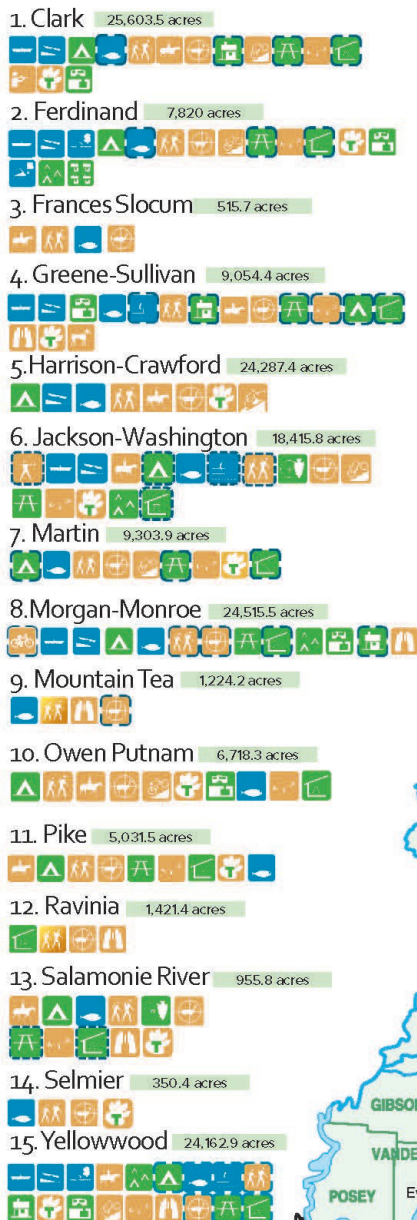 1. Clark 25,603.5 acres
2. Ferdinand 7,820 acres
3. Frances Slocum 515.7 acres
4. Greene-Sullivan 9,054.4 acres
5.Harrison-Crawford 24,287.4 acres
6. Jackson-Washington 18,415.8 acres
7. Martin 9,303.9 acres
8.Morgan-Monroe 24,515.5 acres
9. Mountain Tea 1,224.2 acres
10. Owen Putnam 6,718.3 acres
11. Pike 5,031.5 acres
12. Ravinia 1,421.4 acres
13. Salamonie River 955.8 acres
14. Selmier 350.4 acres
15. Yellowwood 24,162.9 acres
GIBSO
VANDE
POSEY
E